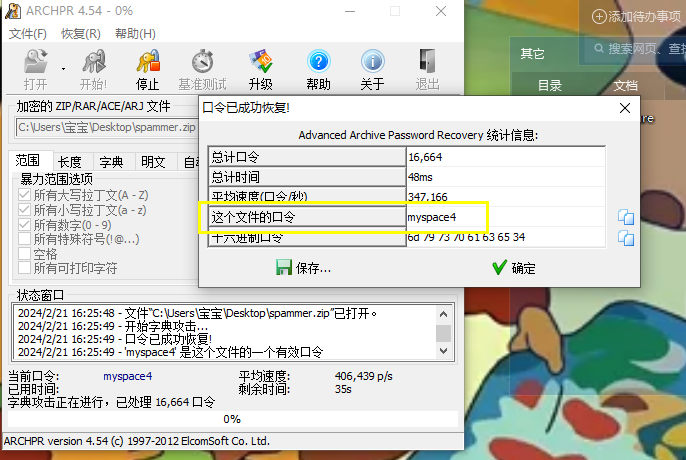 ARCHPR 4.54 - 0%
添加待办事项
文件(F) 恢复(R) 帮助(H)
其它
搜索网页、查找
打开 开始! 停止 基准测试 升级 帮助 关于 退出
目录 文档
加密的 ZIP/RAR/ACE/ARJ 文件
C:\Users\宝宝\Desktop\spammer.zip
口令已成功恢复!
Advanced Archive Password Recovery 统计信息:
总计口令 16,664
总计时间 48ms
平均速度(口令/秒) 347,166
这个文件的口令 myspace4
十六进制口令 6d 79 73 70 61 63 65 34
保存... 确定
范围 长度 字典 明文
暴力范围选项
所有大写拉丁文(A - Z)
所有小写拉丁文(a - z)
所有数字(0 - 9)
所有特殊符号(!@...)
空格
所有可打印字符
状态窗口
2024/2/21 16:25:48 - 文件"C:\Users\宝宝\Desktop\spammer.zip"已打开。
2024/2/21 16:25:49 - 开始字典攻击...
2024/2/21 16:25:49 - 口令已成功恢复!
2024/2/21 16:25:49 - 'myspace4' 是这个文件的一个有效口令
当前口令: myspace4 平均速度: 406,439 p/s
已用时间: 剩余时间: 35s
字典攻击正在进行，已处理 16,664 口令
0%
ARCHPR version 4.54 (c) 1997-2012 ElcomSoft Co. Ltd.